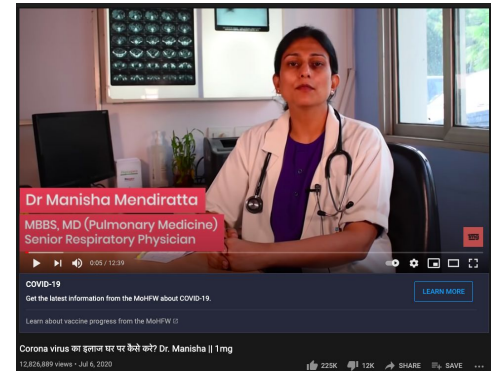 Dr Manisha Mendiratta
MBBS, MD (Pulmonary Medicine)
Senior Respiratory Physician
0:05 / 12:39
COVID-19
Get the latest information from the MoHFW about COVID-19.
LEARN MORE
Learn about vaccine progress from the MoHFW
Corona virus का इलाज घर पर कैसे करे? Dr. Manisha || 1mg
12,826,889 views • Jul 6, 2020
225K
12K
SHARE
SAVE